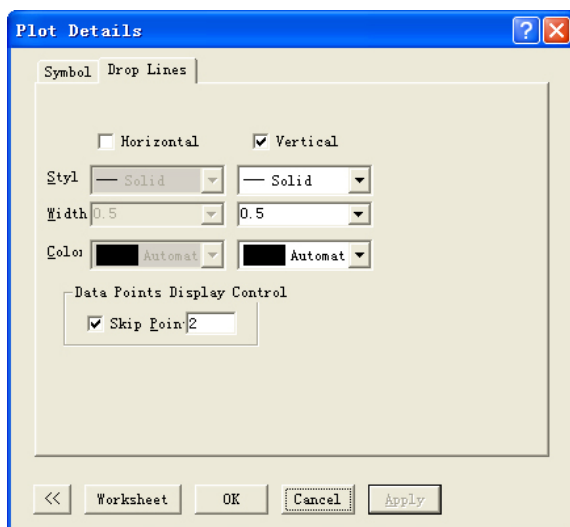 Plot Details
Symbol Drop Lines
Horizontal Vertical
Styl Solid Solid
Width 0.5 0.5
Color Automat Automat
Data Points Display Control
Skip Poin 2
<< Worksheet OK Cancel Apply